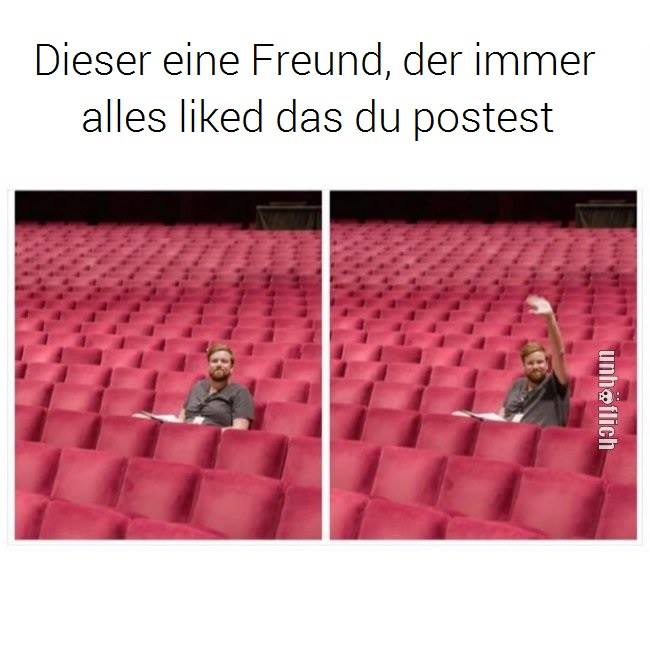 Dieser eine Freund, der immer
alles liked das du postest
unhöflich